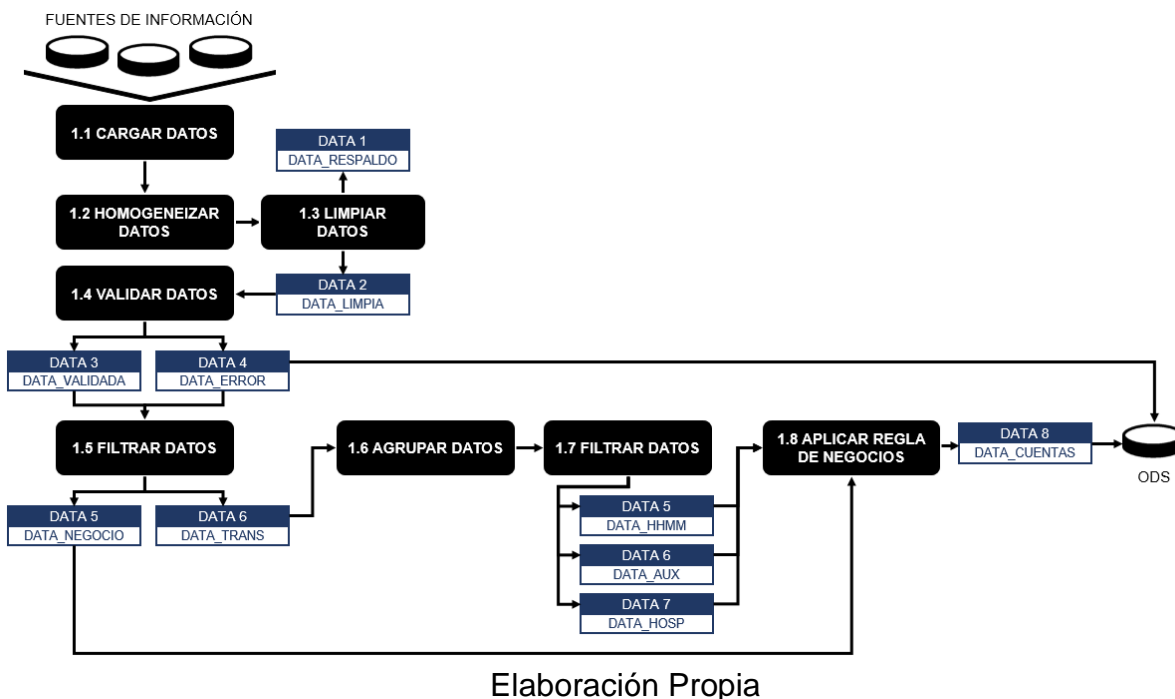 FUENTES DE INFORMACIÓN
1.1 CARGAR DATOS
DATA 1
DATA_RESPALDO
1.2 HOMOGENEIZAR
DATOS
1.3 LIMPIAR
DATOS
1.4 VALIDAR DATOS
DATA 2
DATA_LIMPIA
DATA 3
DATA_VALIDADA
DATA 4
DATA_ERROR
1.5 FILTRAR DATOS
1.6 AGRUPAR DATOS
1.7 FILTRAR DATOS
1.8 APLICAR REGLA
DE NEGOCIOS
DATA 8
DATA_CUENTAS
ODS
DATA 5
DATA_NEGOCIO
DATA 6
DATA_TRANS
DATA 5
DATA_HHMM
DATA 6
DATA_AUX
DATA 7
DATA_HOSP
Elaboración Propia